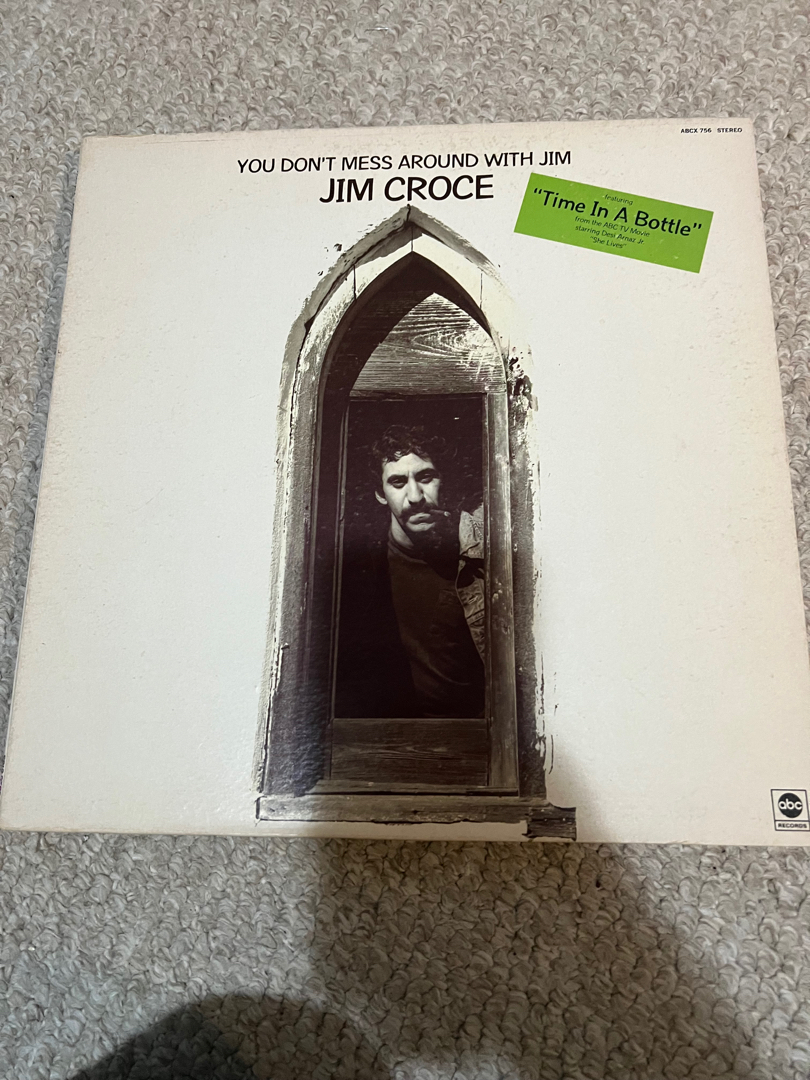 ABCX 756 STEREO
YOU DON'T MESS AROUND WITH JIM
JIM CROCE
featuring
"Time In A Bottle"
from the ABC TV Movie
starring Desi Arnaz Jr.
"She Lives"
abc
RECORDS